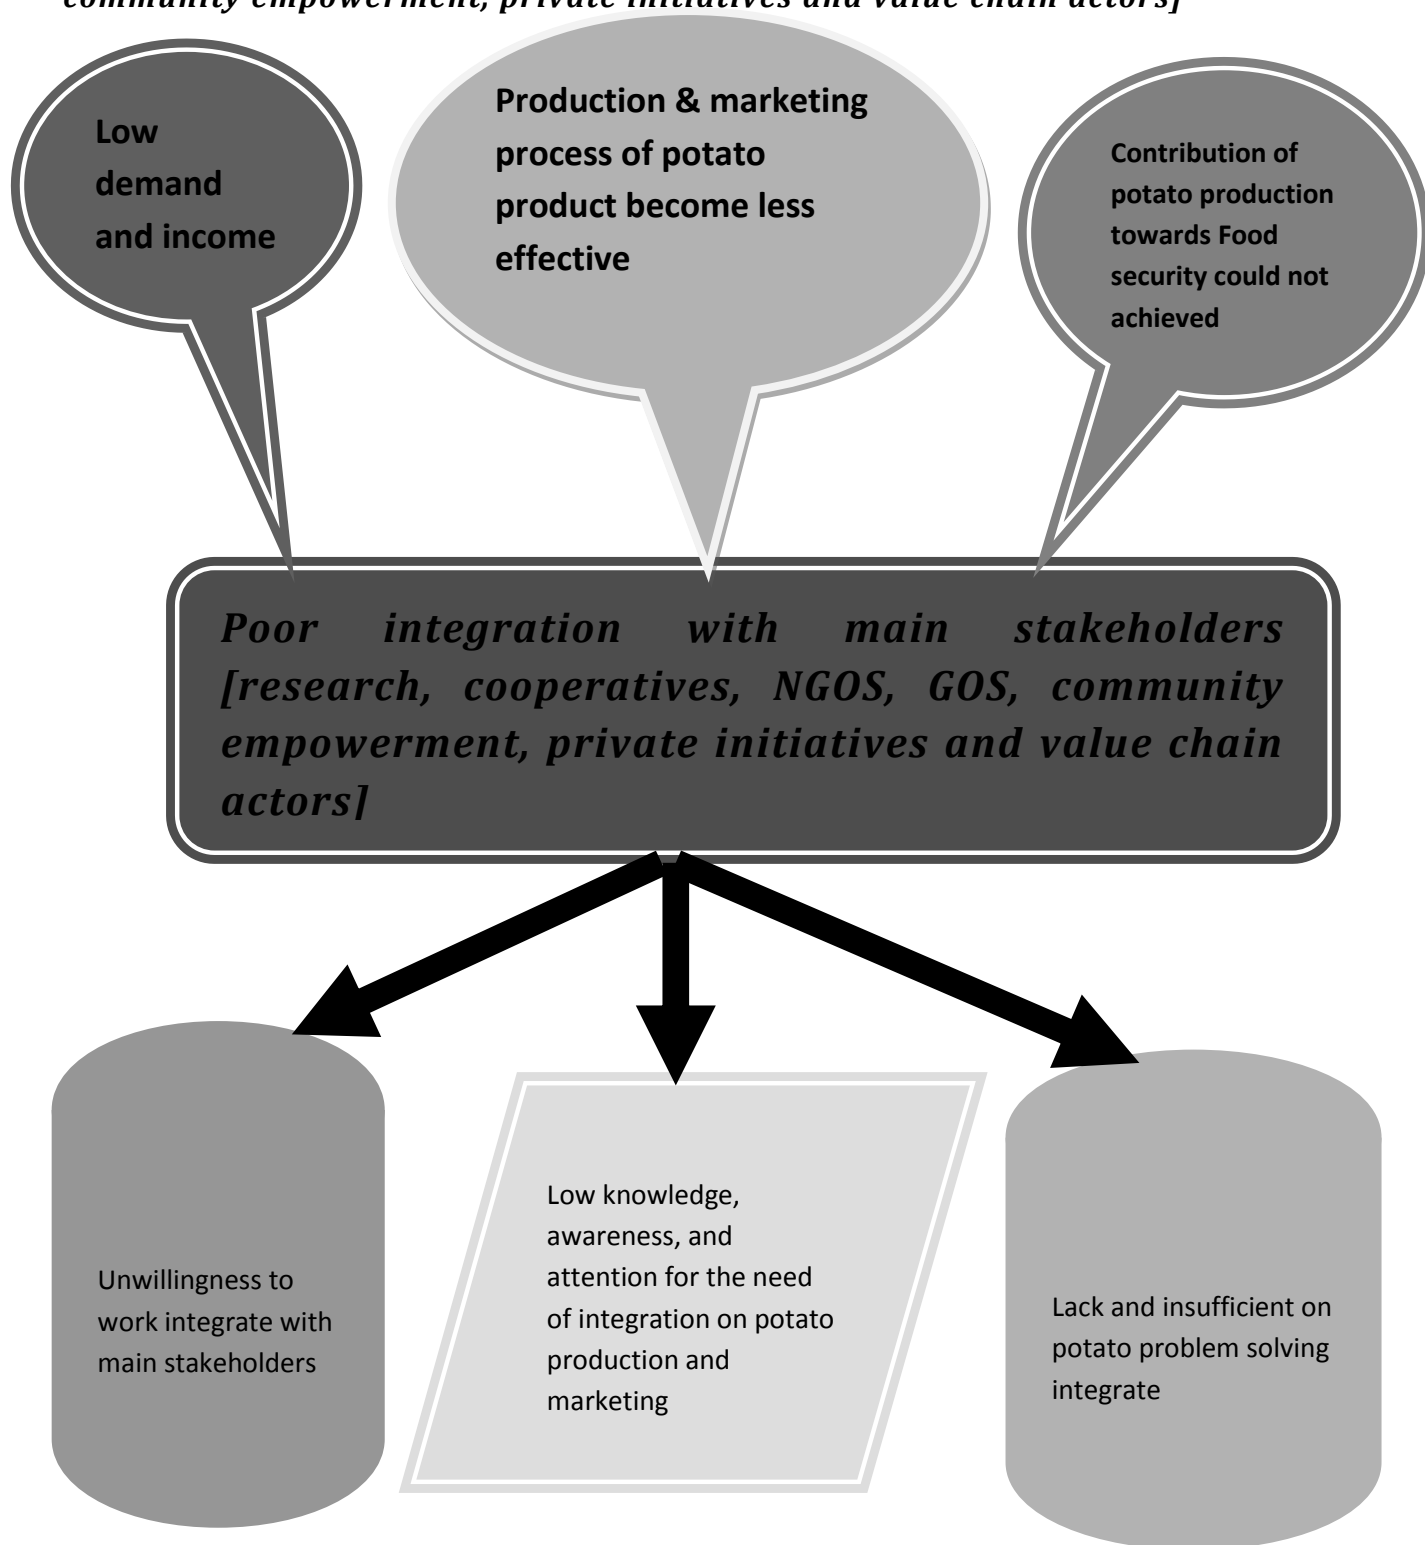 community empowerment, private initiatives and value chain actors]
Low
demand
and income
Production & marketing
process of potato
product become less
effective
Contribution of
potato production
towards Food
security could not
achieved
Poor integration with main stakeholders
[research, cooperatives, NGOS, GOS, community
empowerment, private initiatives and value chain
actors]
Unwillingness to
work integrate with
main stakeholders
Low knowledge,
awareness, and
attention for the need
of integration on potato
production and
marketing
Lack and insufficient on
potato problem solving
integrate